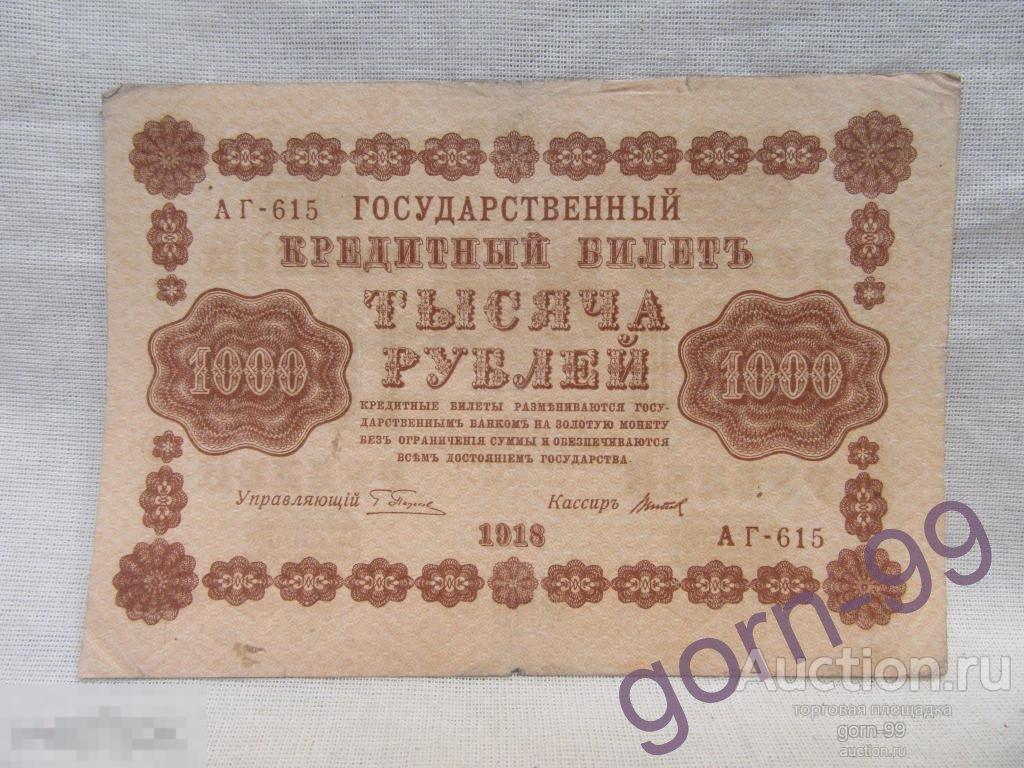 АГ-615 ГОСУДАРСТВЕННЫЙ
КРЕДИТНЫЙ БИЛЕТЪ
ТЫСЯЧА
РУБЛЕЙ
1000
1000
КРЕДИТНЫЕ БИЛЕТЫ РАЗМѢНИВАЮТСЯ ГОСУ-
ДАРСТВЕННЫМЪ БАНКОМЪ НА ЗОЛОТУЮ МОНЕТУ
БЕЗЪ ОГРАНИЧЕНІЯ СУММЫ И ОБЕЗПЕЧИВАЮТСЯ
ВСѢМЪ ДОСТОЯНІЕМЪ ГОСУДАРСТВА.
Управляющій
Кассиръ
1918
АГ-615
gorn-99
Auction.ru
торговая площадка
gorn-99
auction.ru